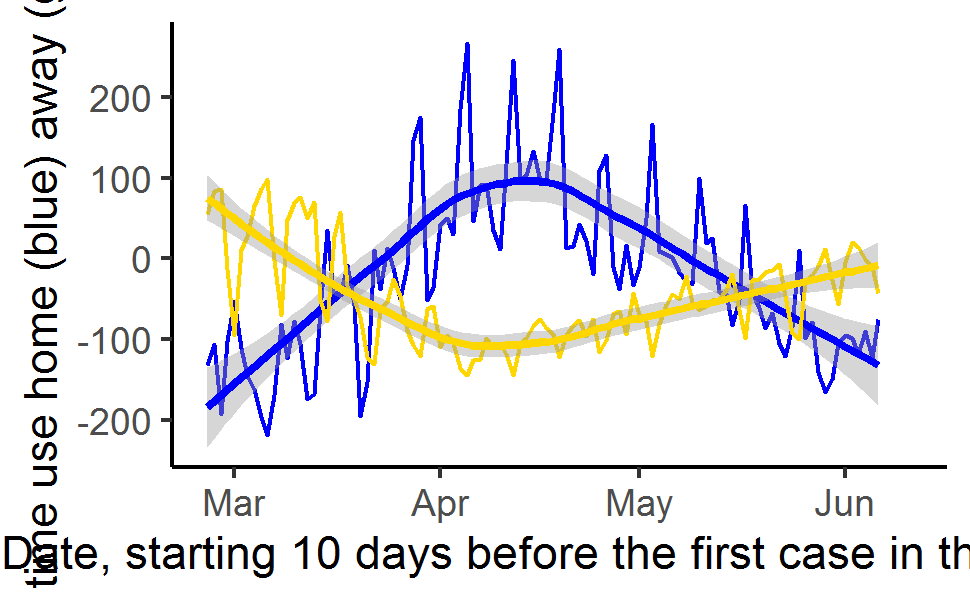 time use home (blue) away (
200
100
0
-100
-200
Mar Apr May Jun
Date, starting 10 days before the first case in th